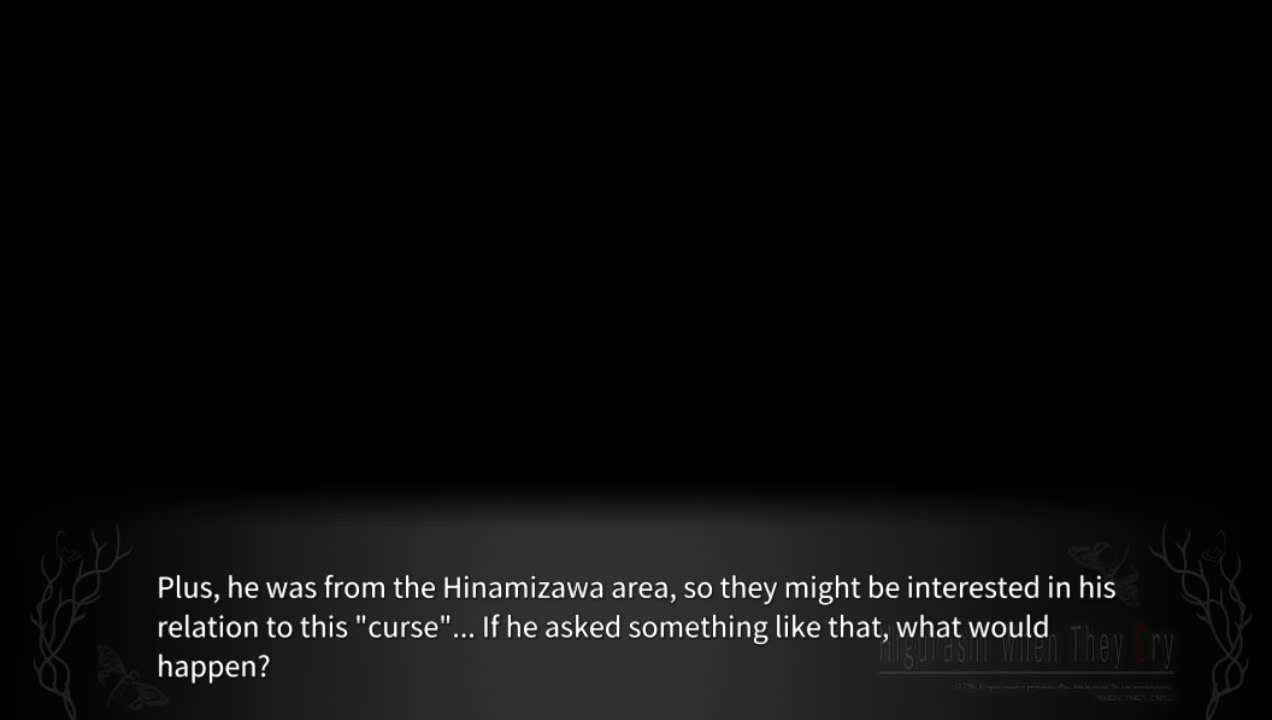 Plus, he was from the Hinamizawa area, so they might be interested in his
relation to this "curse"... If he asked something like that, what would
happen?
Higurashi When They Cry